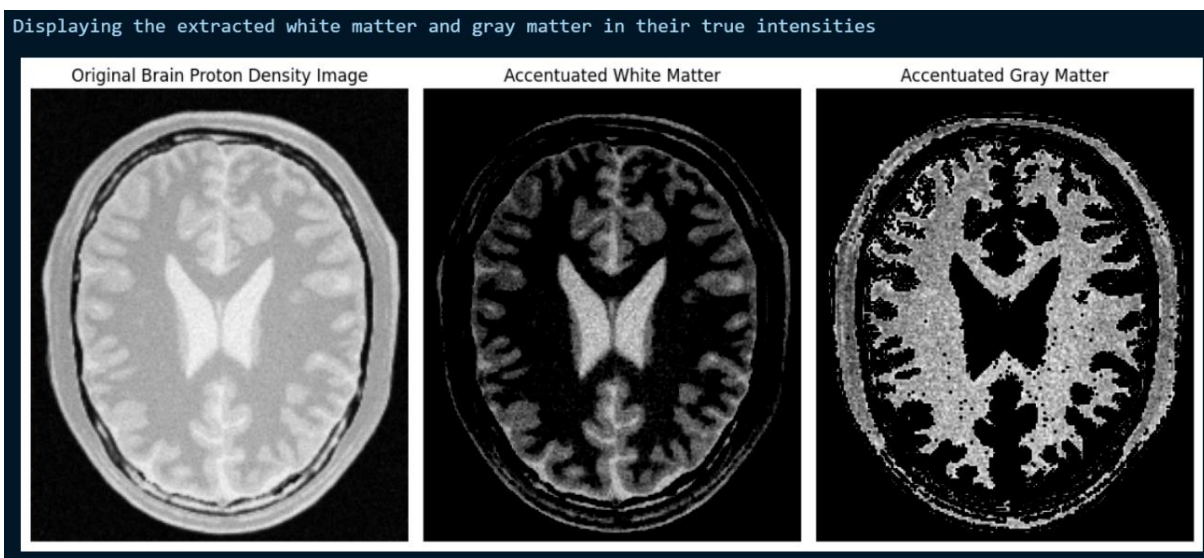 Displaying the extracted white matter and gray matter in their true intensities
Original Brain Proton Density Image
Accentuated White Matter
Accentuated Gray Matter